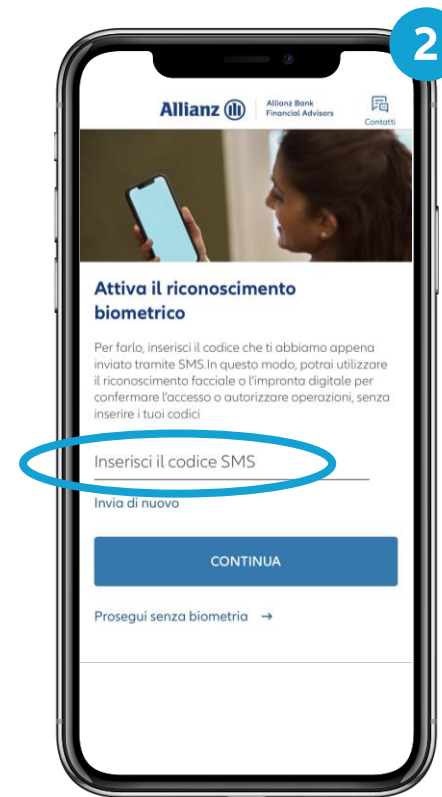 2
Allianz
Allianz Bank
Financial Advisors
Contatti
Attiva il riconoscimento
biometrico
Per farlo, inserisci il codice che ti abbiamo appena
inviato tramite SMS.In questo modo, potrai utilizzare
il riconoscimento facciale o l'impronta digitale per
confermare l'accesso o autorizzare operazioni, senza
inserire i tuoi codici
Inserisci il codice SMS
Invia di nuovo
CONTINUA
Prosegui senza biometria →